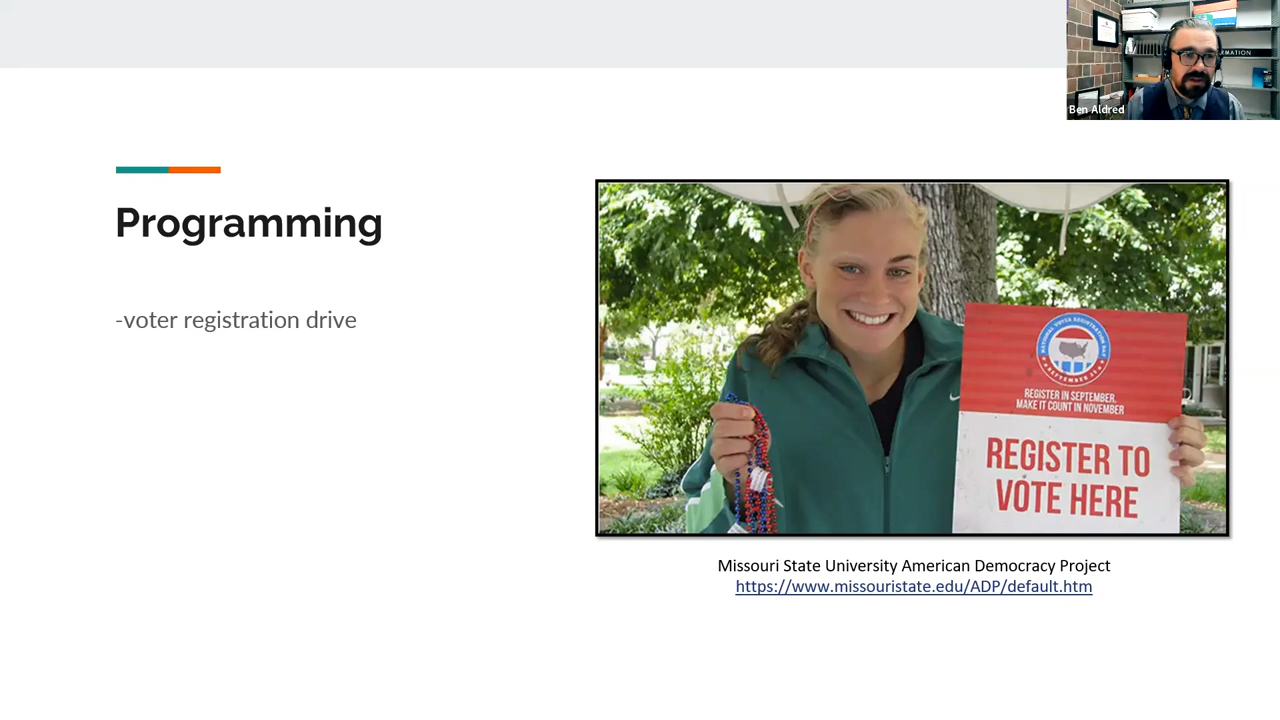 RMATION
Ben Aldred
Programming
-voter registration drive
NATIONAL VOTER REGISTRATION DAY
REGISTER IN SEPTEMBER,
MAKE IT COUNT IN NOVEMBER
REGISTER TO
VOTE HERE
Missouri State University American Democracy Project
https://www.missouristate.edu/ADP/default.htm